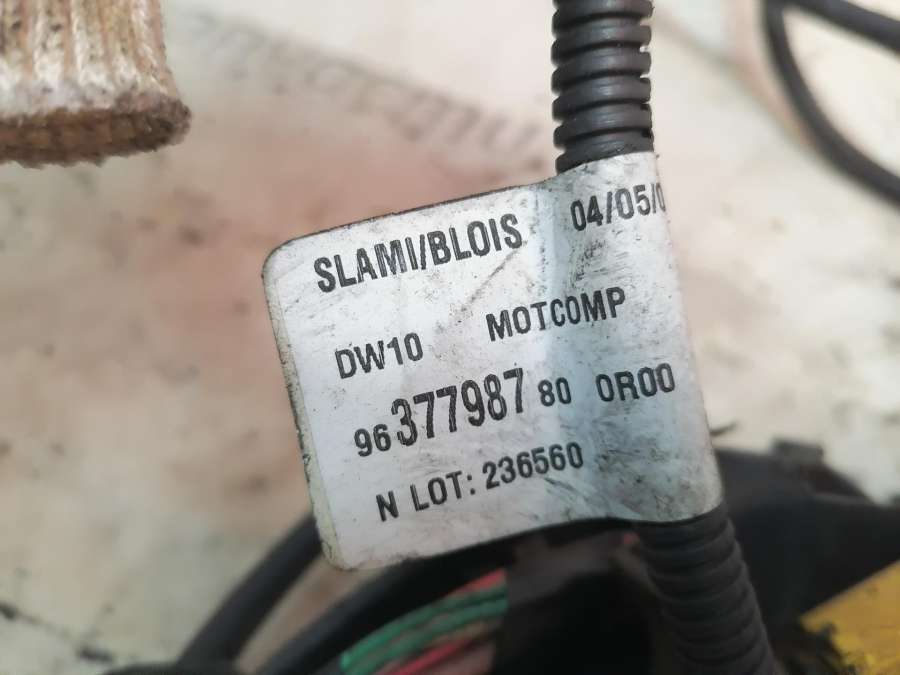 SLAMI/BLOIS 04/05/0
DW10 MOTCOMP
96 377987 80 0R00
N LOT: 236560